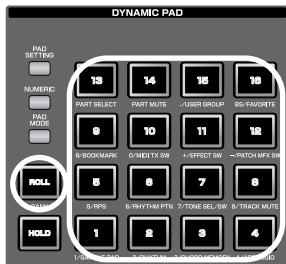 DYNAMIC PAD
PAD
SETTING
13 14 15 16
PART SELECT PART MUTE ./USER GROUP BS/FAVORITE
NUMERIC
9 10 11 12
PAD
MODE
9/BOOKMARK 0/MIDI TX SW +/EFFECT SW –/PATCH MFX SW
ROLL 5 6 7 8
5/RPS 6/RHYTHM PTN 7/TONE SEL/SW 8/TRACK MUTE
HOLD 1 2 3 4